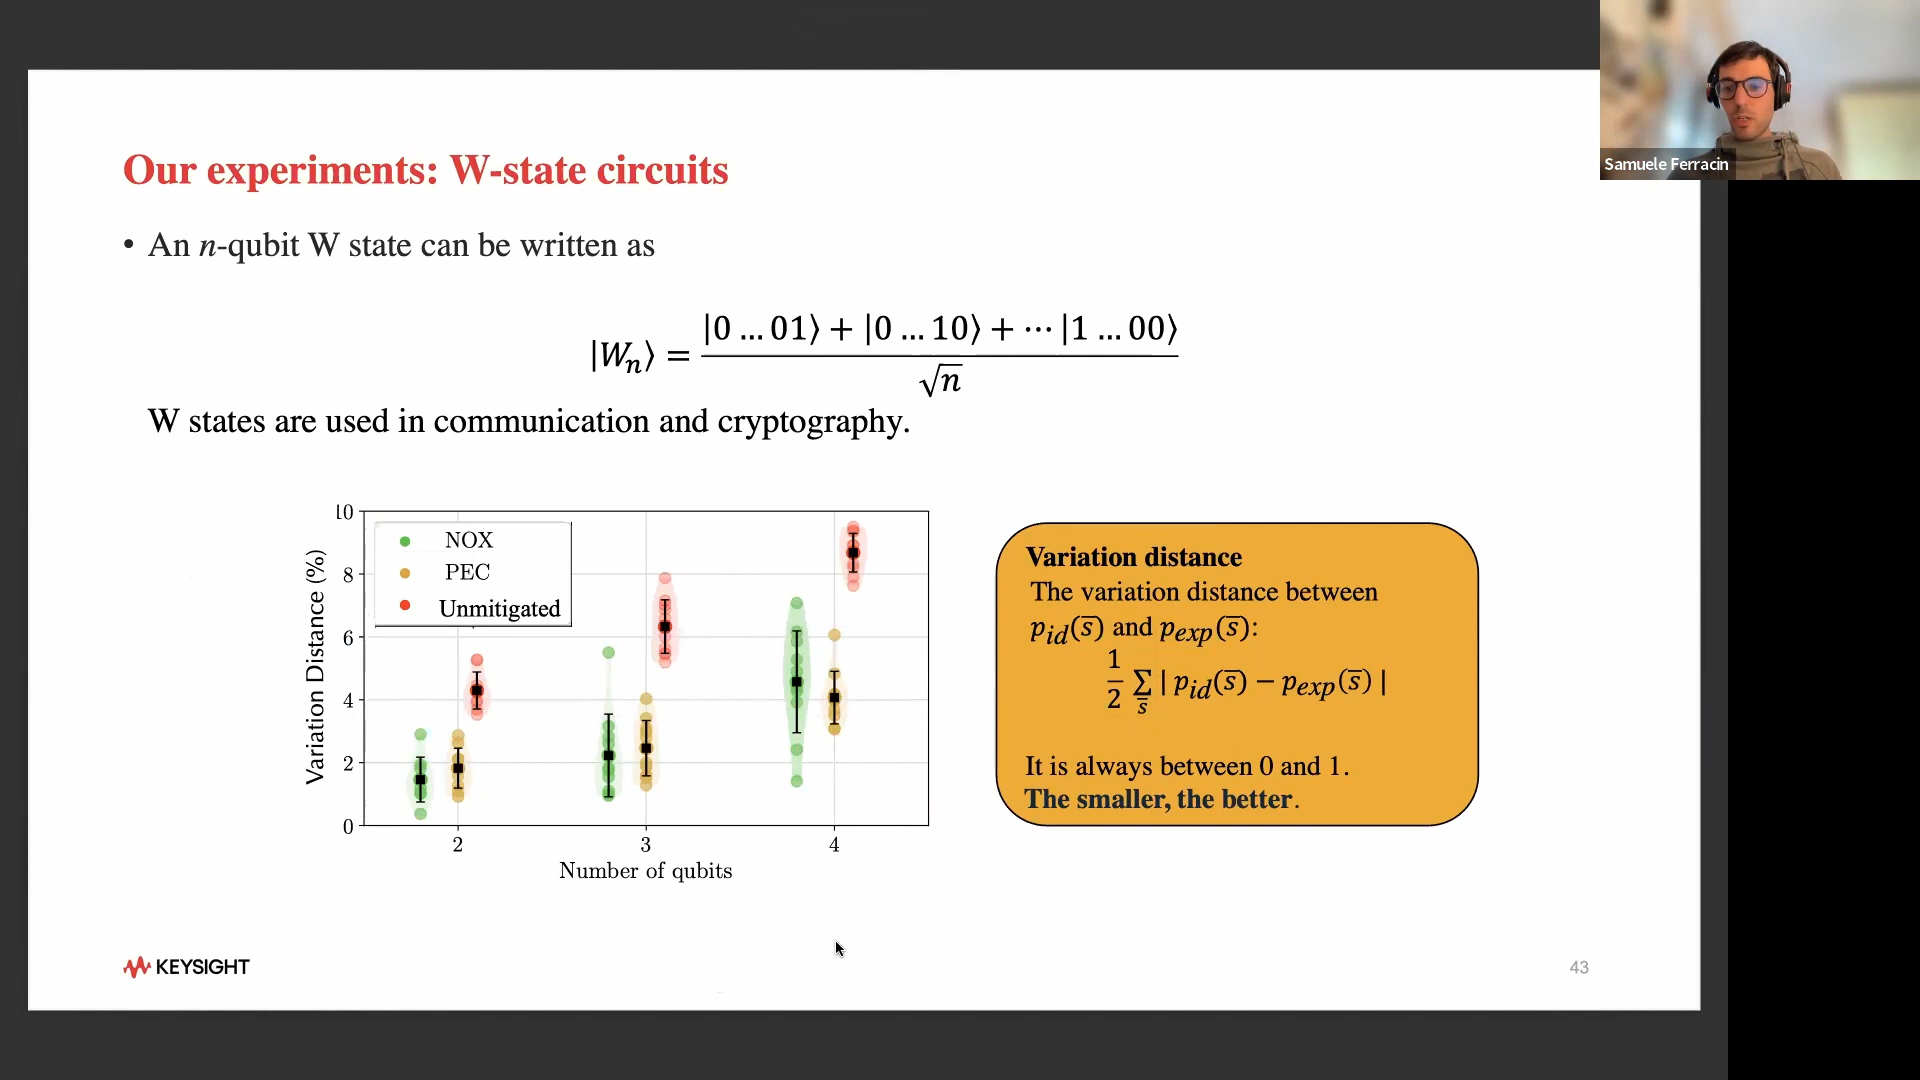 Samuele Ferracin
Our experiments: W-state circuits
• An n-qubit W state can be written as
|Wₙ⟩ = (|0 … 01⟩ + |0 … 10⟩ + ⋯ |1 … 00⟩) / √n
W states are used in communication and cryptography.
10
8
6
4
2
0
Variation Distance (%)
NOX
PEC
Unmitigated
2 3 4
Number of qubits
Variation distance
The variation distance between
p_id(s̅) and p_exp(s̅):
1/2 ∑_s̅ | p_id(s̅) − p_exp(s̅) |
It is always between 0 and 1.
The smaller, the better.
KEYSIGHT
43